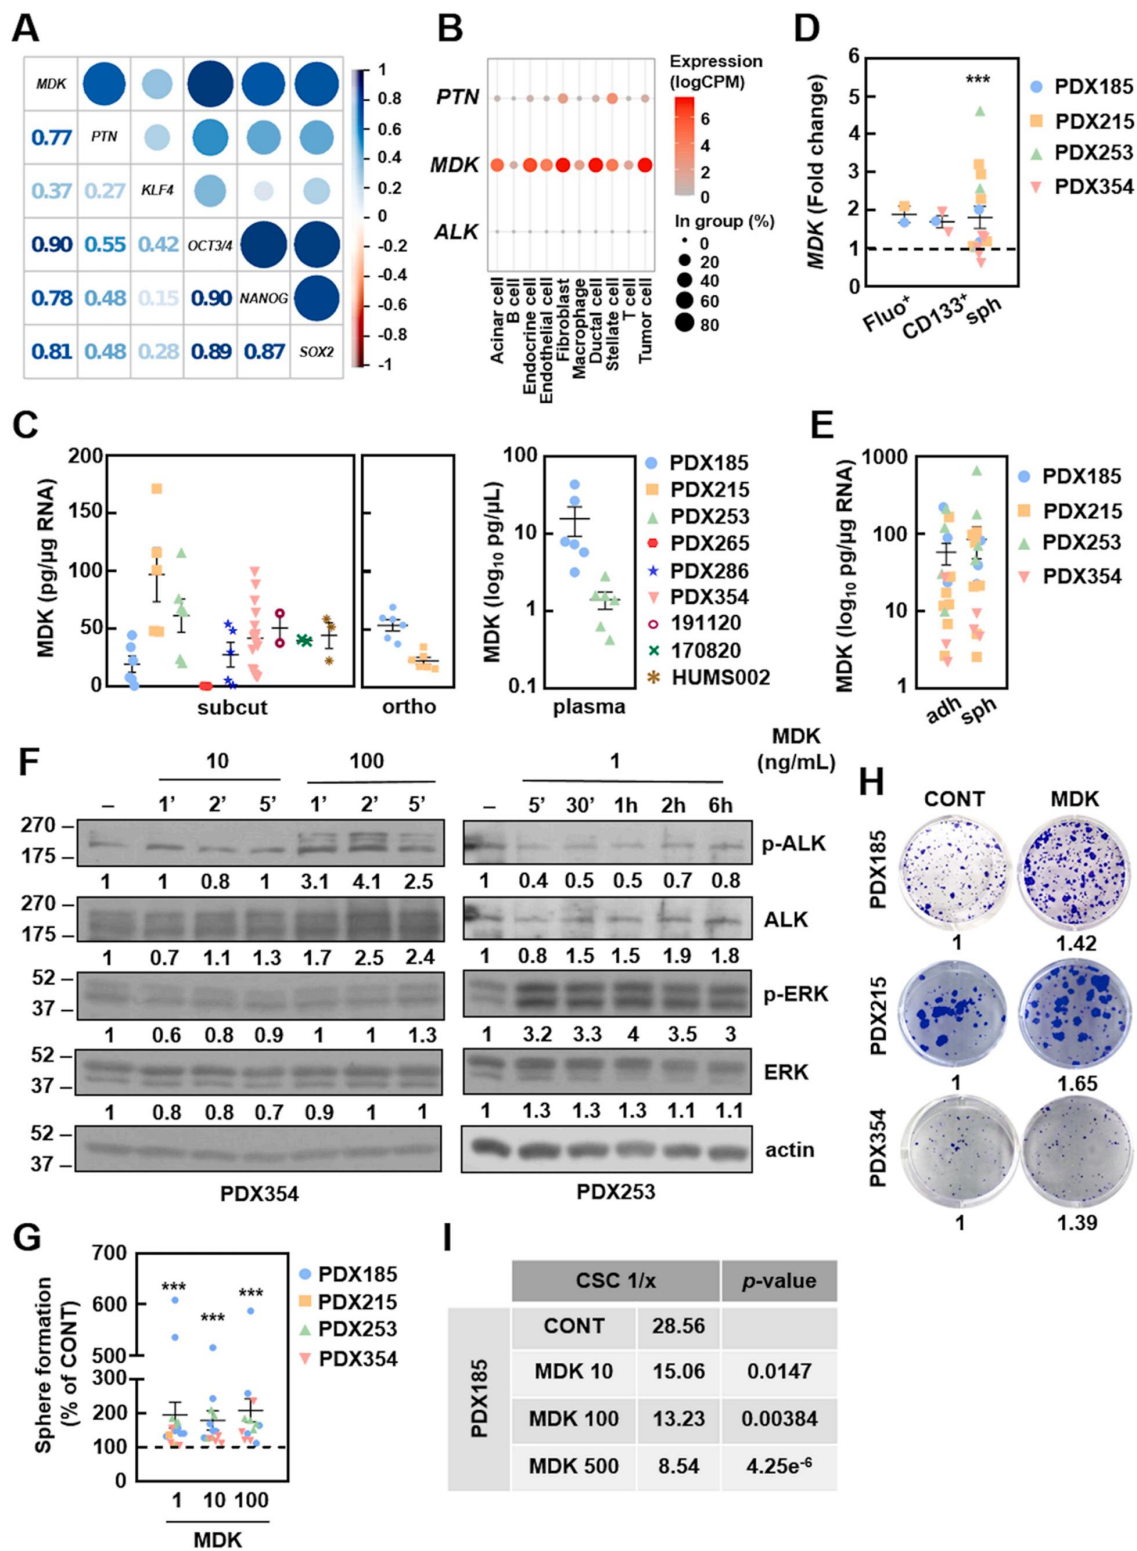 A
MDK
0.77 PTN
0.37 0.27 KLF4
0.90 0.55 0.42 OCT3/4
0.78 0.48 0.15 0.90 NANOG
0.81 0.48 0.28 0.89 0.87 SOX2
1
0.8
0.6
0.4
0.2
0
-0.2
-0.4
-0.6
-0.8
-1
B
PTN
MDK
ALK
Acinar cell
B cell
Endocrine cell
Endothelial cell
Fibroblast
Macrophage
Ductal cell
Stellate cell
T cell
Tumor cell
Expression
(logCPM)
6
4
2
0
In group (%)
0
20
40
60
80
D
MDK (Fold change)
6
5
4
3
2
1
0
***
Fluo+
CD133+
sph
PDX185
PDX215
PDX253
PDX354
C
MDK (pg/µg RNA)
200
150
100
50
0
subcut
ortho
MDK (log10 pg/µL)
100
10
1
0.1
plasma
PDX185
PDX215
PDX253
PDX265
PDX286
PDX354
191120
170820
HUMS002
E
MDK (log10 pg/µg RNA)
1000
100
10
1
adh
sph
PDX185
PDX215
PDX253
PDX354
F
MDK
(ng/mL)
10 100 1
– 1’ 2’ 5’ 1’ 2’ 5’ – 5’ 30’ 1h 2h 6h
270
175
p-ALK
1 1 0.8 1 3.1 4.1 2.5 1 0.4 0.5 0.5 0.7 0.8
270
175
ALK
1 0.7 1.1 1.3 1.7 2.5 2.4 1 0.8 1.5 1.5 1.9 1.8
52
37
p-ERK
1 0.6 0.8 0.9 1 1 1.3 1 3.2 3.3 4 3.5 3
52
37
ERK
1 0.8 0.8 0.7 0.9 1 1 1 1.3 1.3 1.3 1.1 1.1
52
37
actin
PDX354 PDX253
H
CONT MDK
PDX185
1 1.42
PDX215
1 1.65
PDX354
1 1.39
G
Sphere formation
(% of CONT)
700
600
500
300
200
100
0
***
***
***
1 10 100
MDK
PDX185
PDX215
PDX253
PDX354
I
CSC 1/x p-value
PDX185
CONT 28.56
MDK 10 15.06 0.0147
MDK 100 13.23 0.00384
MDK 500 8.54 4.25e-6